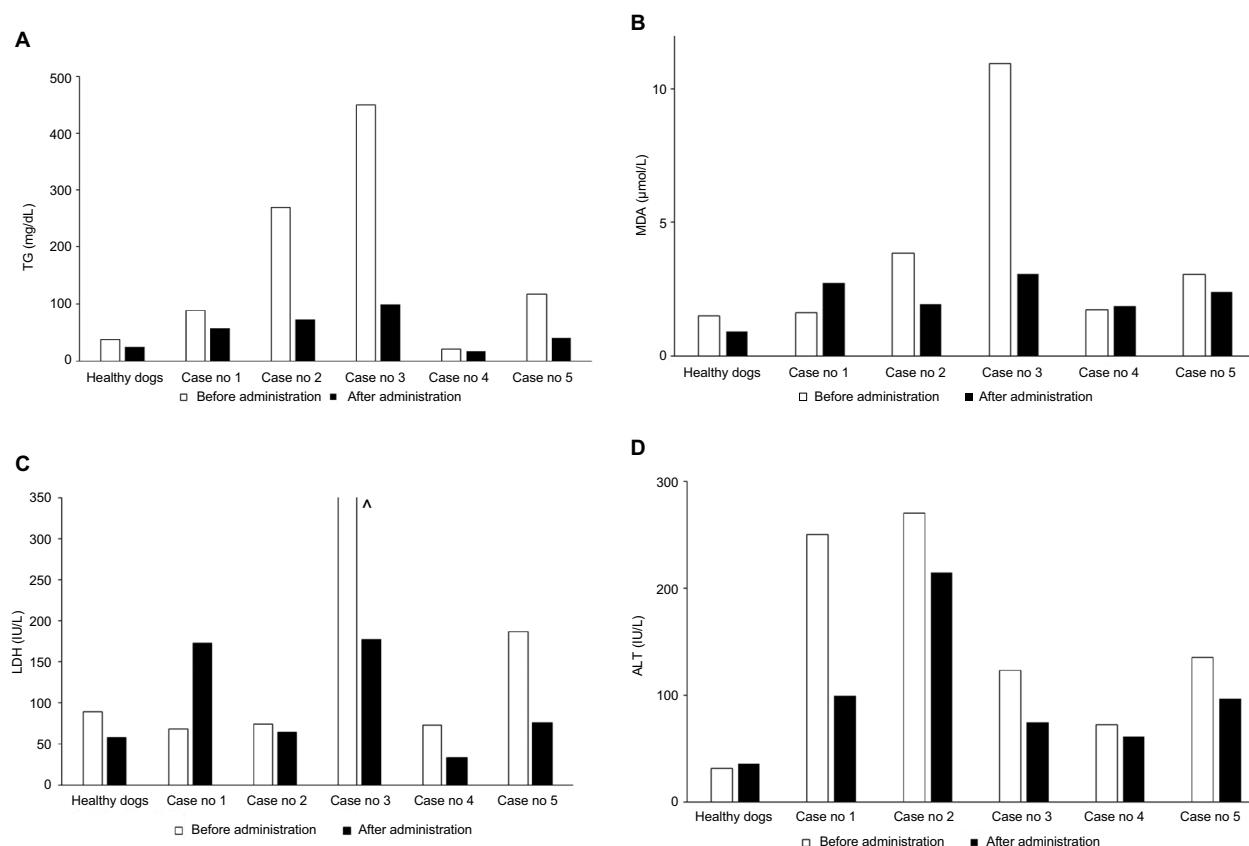 A
TG (mg/dL)
500
400
300
200
100
0
Healthy dogs Case no 1 Case no 2 Case no 3 Case no 4 Case no 5
Before administration After administration
B
MDA (µmol/L)
10
5
0
Healthy dogs Case no 1 Case no 2 Case no 3 Case no 4 Case no 5
Before administration After administration
C
LDH (IU/L)
350
300
250
200
150
100
50
0
^
Healthy dogs Case no 1 Case no 2 Case no 3 Case no 4 Case no 5
Before administration After administration
D
ALT (IU/L)
300
200
100
0
Healthy dogs Case no 1 Case no 2 Case no 3 Case no 4 Case no 5
Before administration After administration